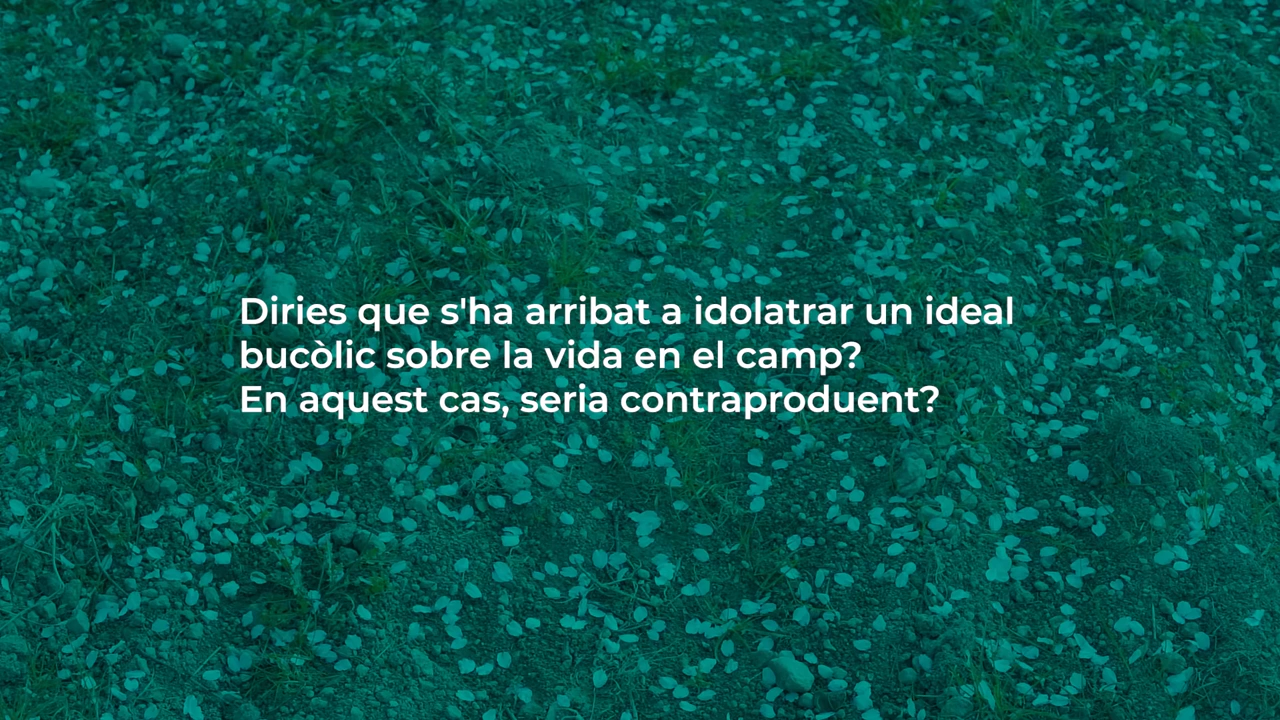 Diries que s'ha arribat a idolatrar un ideal
bucòlic sobre la vida en el camp?
En aquest cas, seria contraproduent?